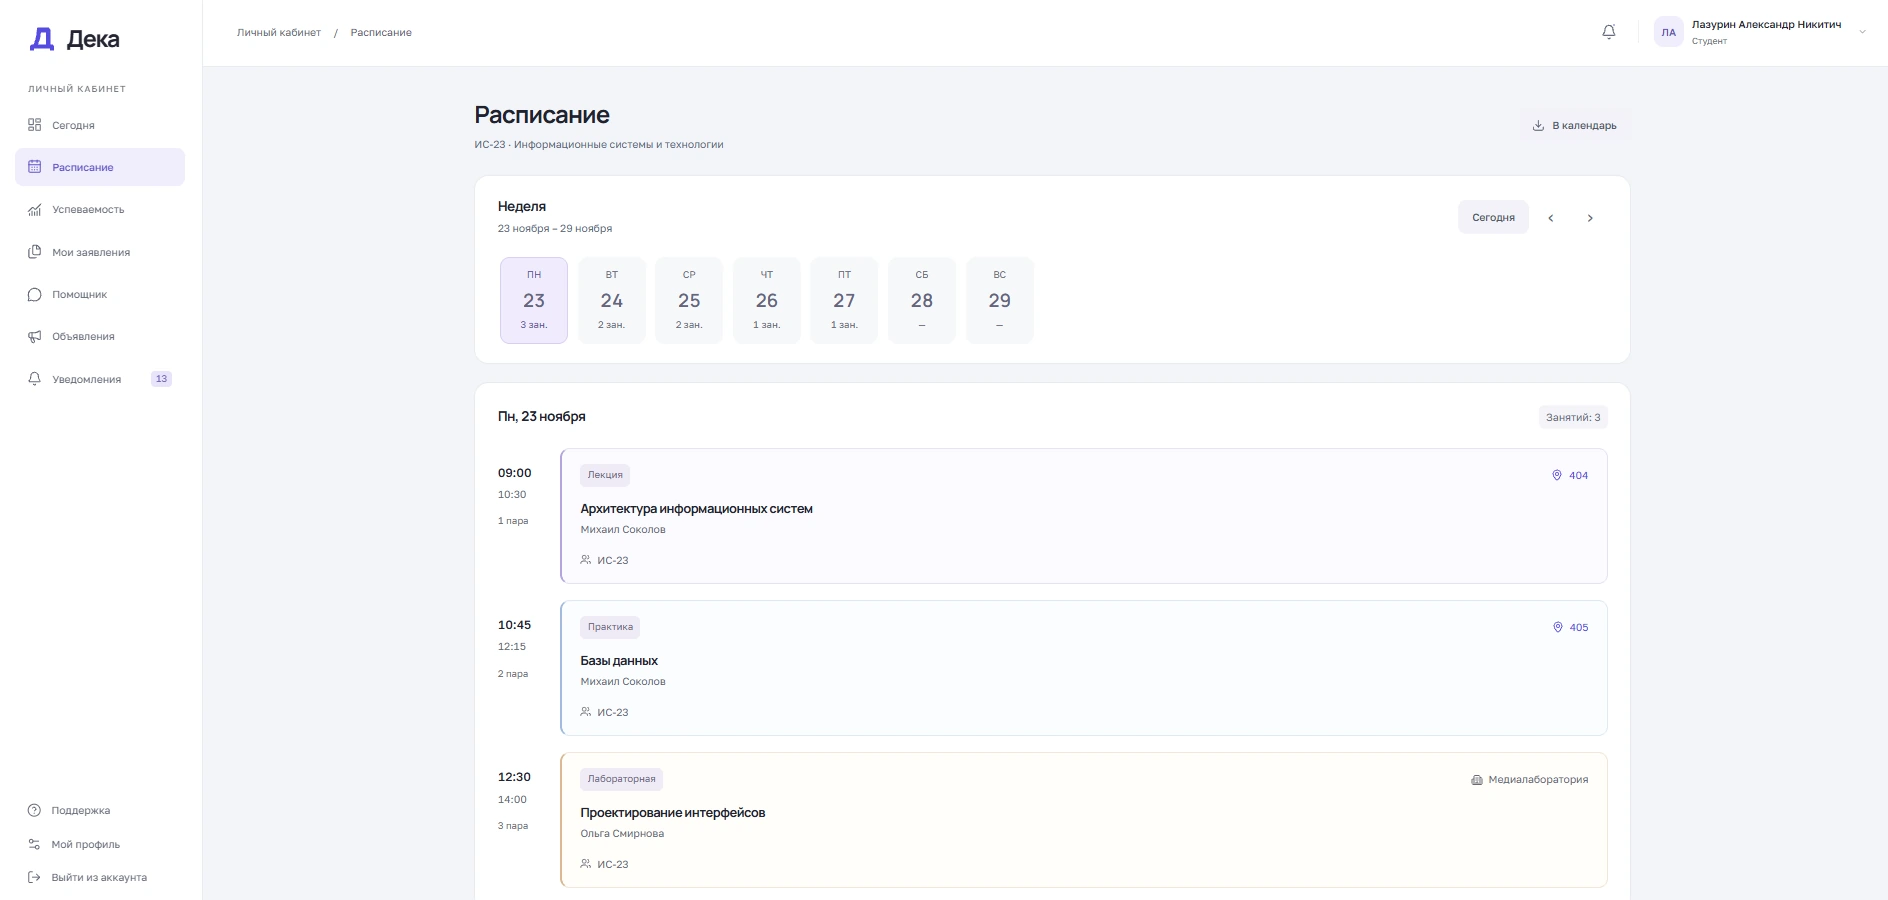 Д Дека
ЛИЧНЫЙ КАБИНЕТ
Сегодня
Расписание
Успеваемость
Мои заявления
Помощник
Объявления
Уведомления 13
Поддержка
Мой профиль
Выйти из аккаунта
Личный кабинет / Расписание
ЛА
Лазурин Александр Никитич
Студент
Расписание
ИС-23 · Информационные системы и технологии
В календарь
Неделя
23 ноября – 29 ноября
Сегодня
ПН ВТ СР ЧТ ПТ СБ ВС
23 24 25 26 27 28 29
3 зан. 2 зан. 2 зан. 1 зан. 1 зан. – –
Пн, 23 ноября
Занятий: 3
09:00
10:30
1 пара
Лекция
404
Архитектура информационных систем
Михаил Соколов
ИС-23
10:45
12:15
2 пара
Практика
405
Базы данных
Михаил Соколов
ИС-23
12:30
14:00
3 пара
Лабораторная
Медиалаборатория
Проектирование интерфейсов
Ольга Смирнова
ИС-23